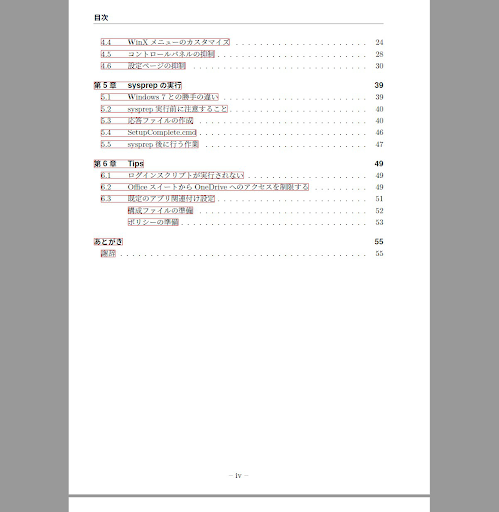 目次
4.4 WinX メニューのカスタマイズ . . . . . . . . . . . . . . . . . . . . 24
4.5 コントロールパネルの抑制 . . . . . . . . . . . . . . . . . . . . 28
4.6 設定ページの抑制 . . . . . . . . . . . . . . . . . . . . 30
第 5 章 sysprep の実行 39
5.1 Windows 7 との勝手の違い . . . . . . . . . . . . . . . . . . . . 39
5.2 sysprep 実行前に注意すること . . . . . . . . . . . . . . . . . . . . 40
5.3 応答ファイルの作成 . . . . . . . . . . . . . . . . . . . . 40
5.4 SetupComplete.cmd . . . . . . . . . . . . . . . . . . . . 46
5.5 sysprep 後に行う作業 . . . . . . . . . . . . . . . . . . . . 47
第 6 章 Tips 49
6.1 ログインスクリプトが実行されない . . . . . . . . . . . . . . . . . . 49
6.2 Office スイートから OneDrive へのアクセスを制限する . . . . . . . . 49
6.3 既定のアプリ関連付け設定 . . . . . . . . . . . . . . . . . . . . 51
構成ファイルの準備 . . . . . . . . . . . . . . . . . . . . 52
ポリシーの準備 . . . . . . . . . . . . . . . . . . . . 53
あとがき 55
謝辞 . . . . . . . . . . . . . . . . . . . . 55
– iv –